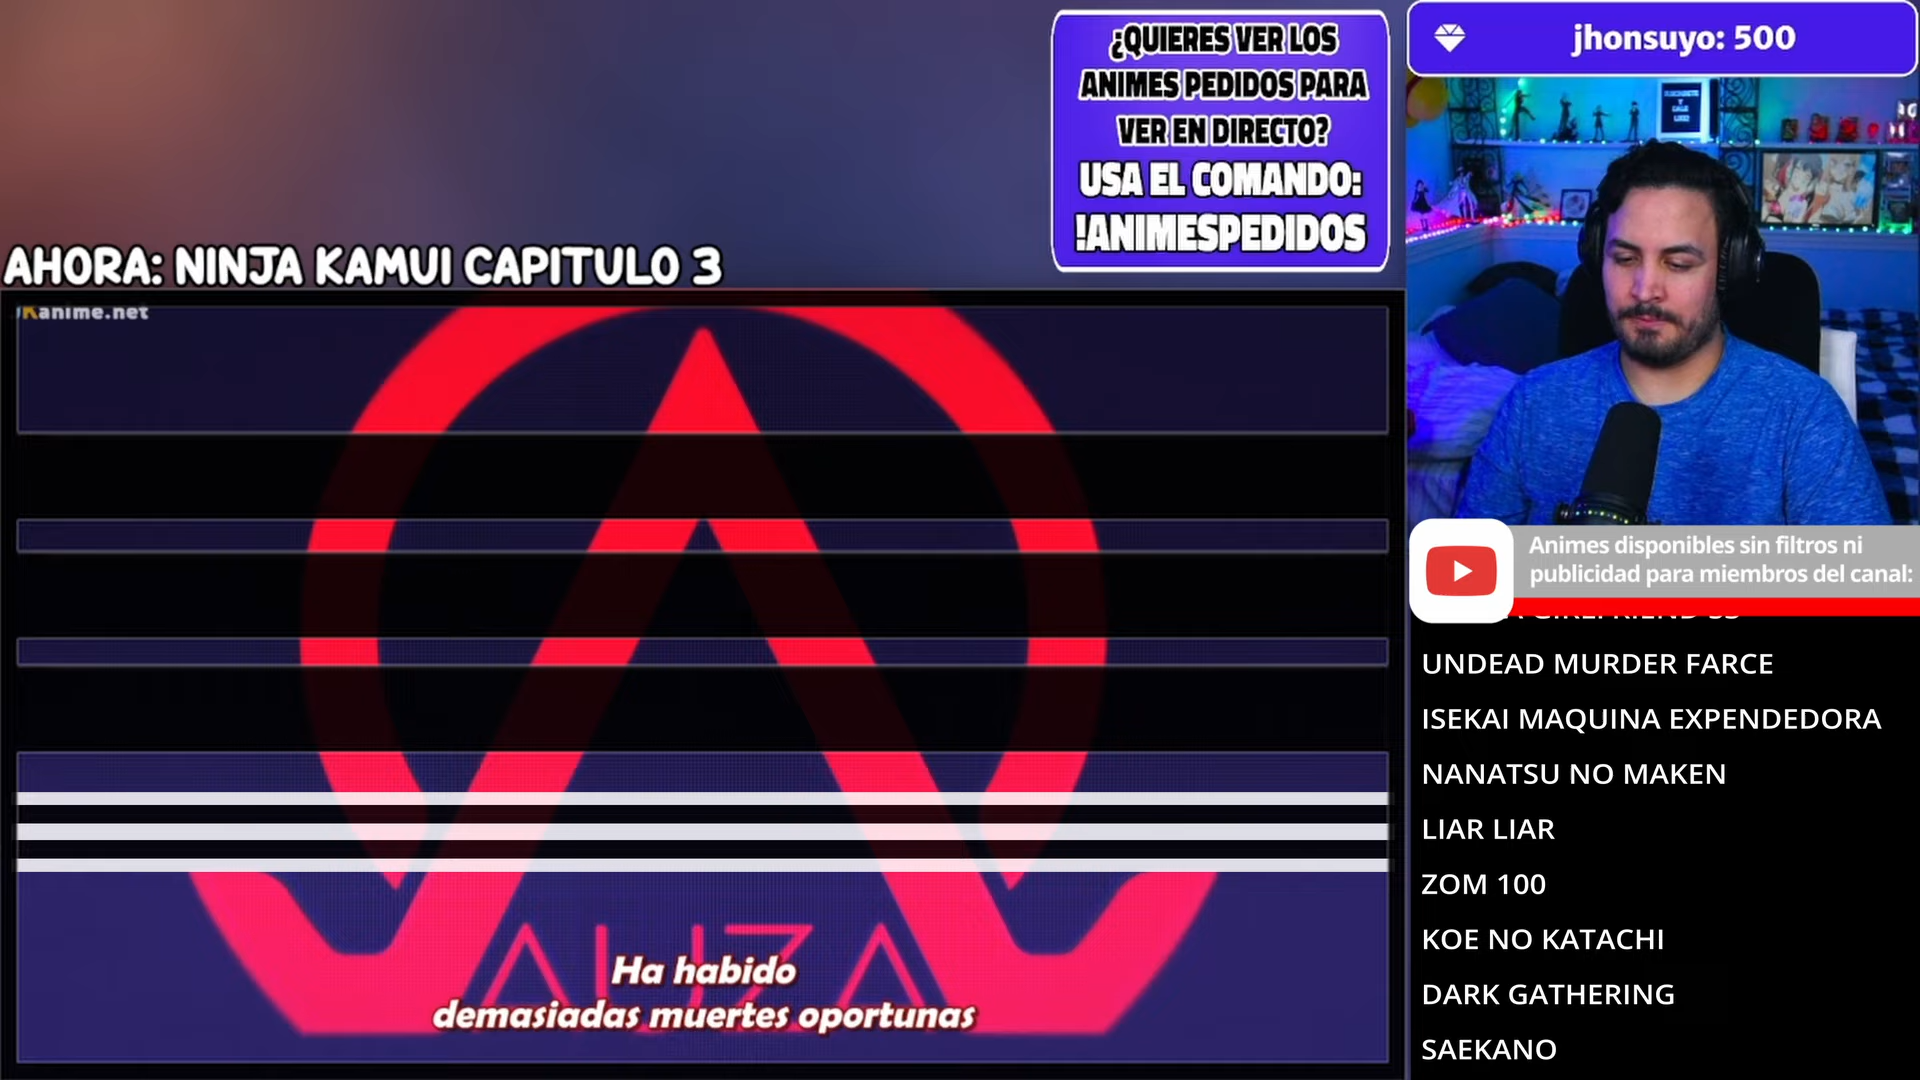 ¿QUIERES VER LOS
ANIMES PEDIDOS PARA
VER EN DIRECTO?
USA EL COMANDO:
!ANIMESPEDIDOS
jhonsuyo: 500
AHORA: NINJA KAMUI CAPITULO 3
JKanime.net
AUZA
Ha habido
demasiadas muertes oportunas
Animes disponibles sin filtros ni
publicidad para miembros del canal:
UNDEAD MURDER FARCE
ISEKAI MAQUINA EXPENDEDORA
NANATSU NO MAKEN
LIAR LIAR
ZOM 100
KOE NO KATACHI
DARK GATHERING
SAEKANO